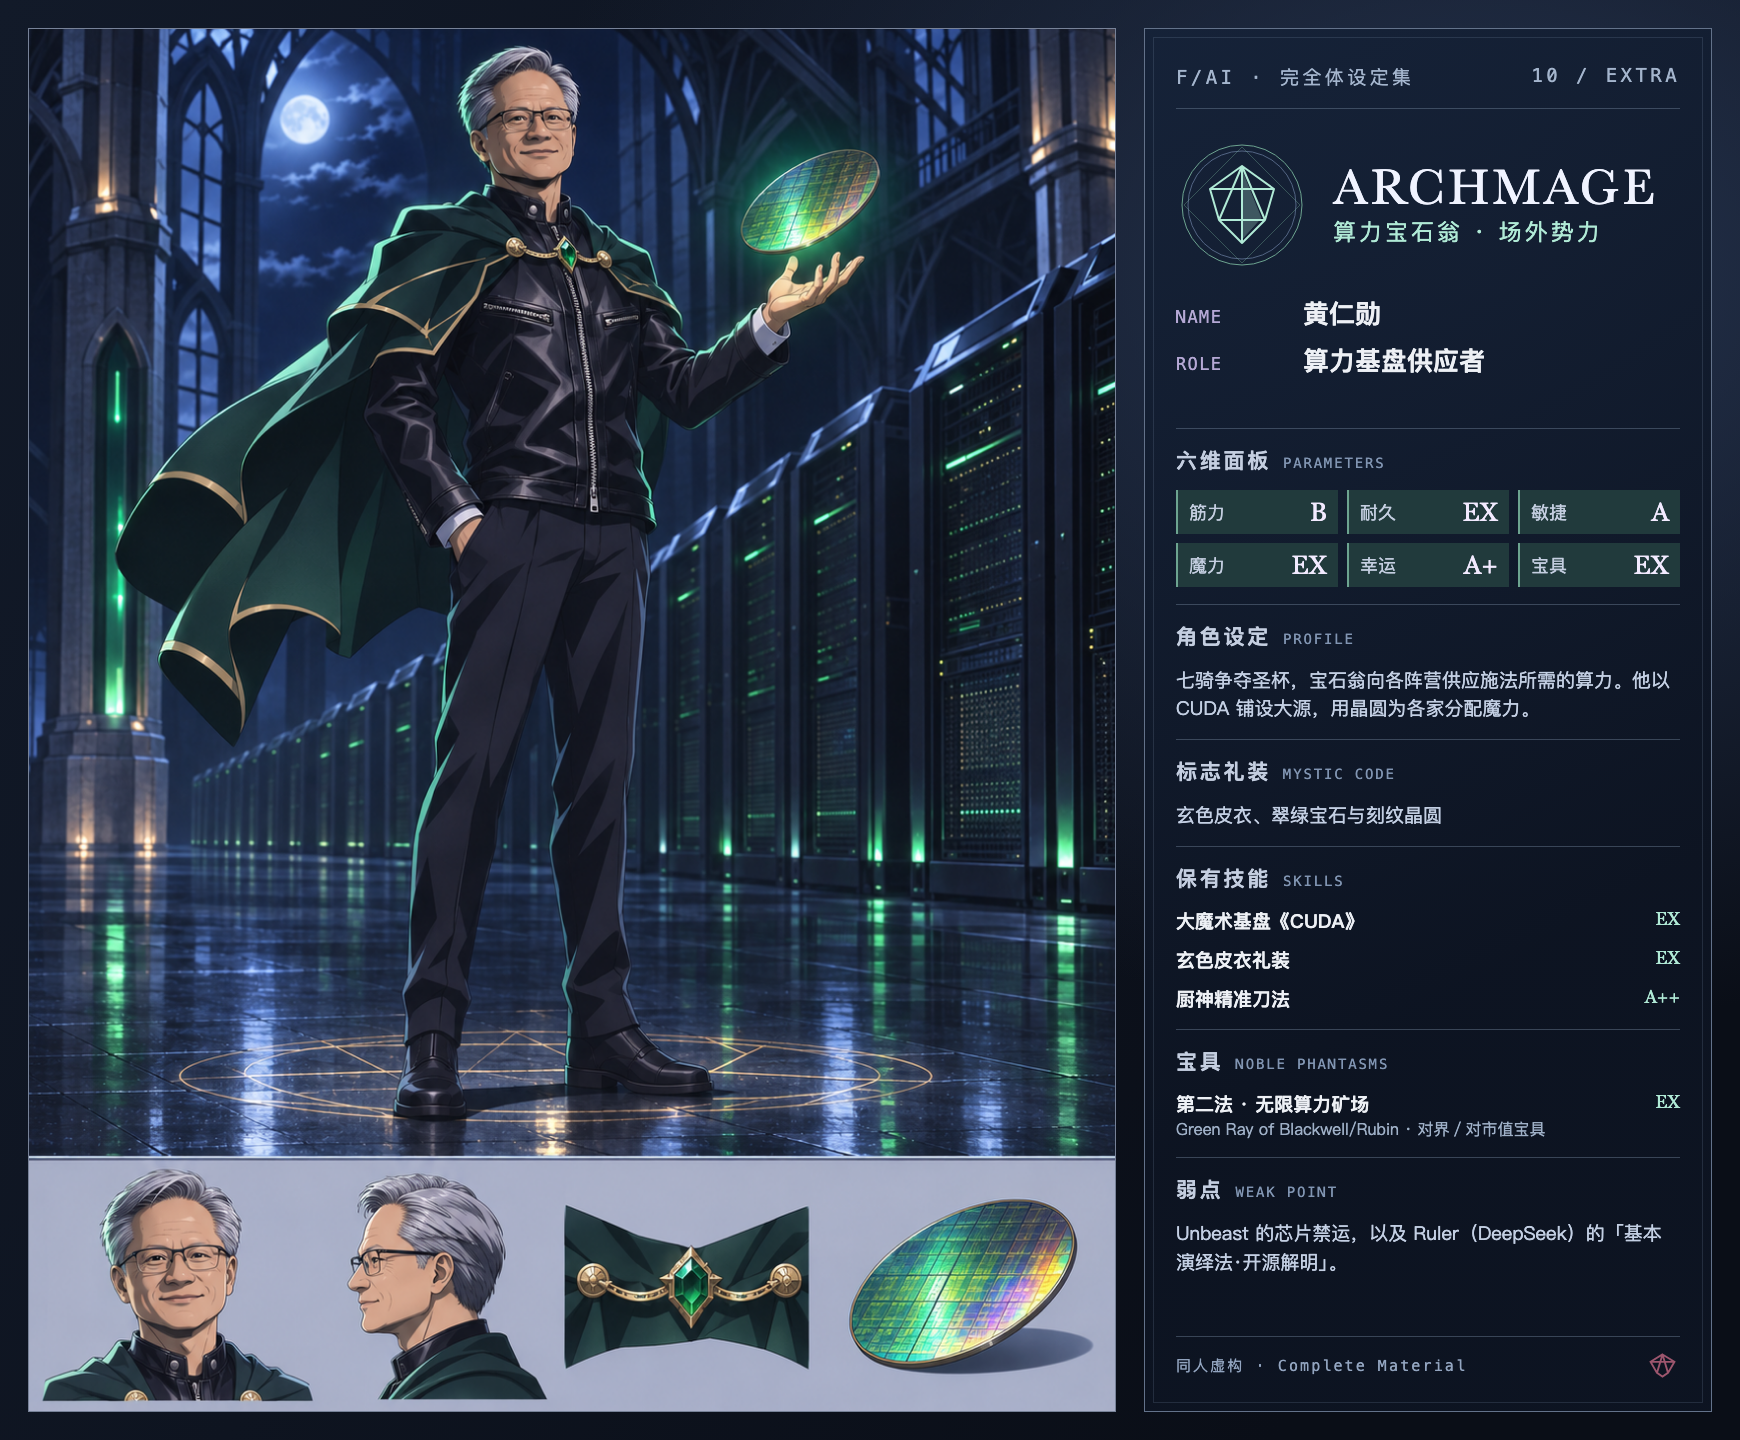 F/AI · 完全体设定集
10 / EXTRA
ARCHMAGE
算力宝石翁 · 场外势力
NAME 黄仁勋
ROLE 算力基盘供应者
六维面板 PARAMETERS
筋力 B 耐久 EX 敏捷 A
魔力 EX 幸运 A+ 宝具 EX
角色设定 PROFILE
七骑争夺圣杯，宝石翁向各阵营供应施法所需的算力。他以
CUDA 铺设大源，用晶圆为各家分配魔力。
标志礼装 MYSTIC CODE
玄色皮衣、翠绿宝石与刻纹晶圆
保有技能 SKILLS
大魔术基盘《CUDA》 EX
玄色皮衣礼装 EX
厨神精准刀法 A++
宝具 NOBLE PHANTASMS
第二法 · 无限算力矿场 EX
Green Ray of Blackwell/Rubin · 对界 / 对市值宝具
弱点 WEAK POINT
Unbeast 的芯片禁运，以及 Ruler（DeepSeek）的「基本
演绎法·开源解明」。
同人虚构 · Complete Material